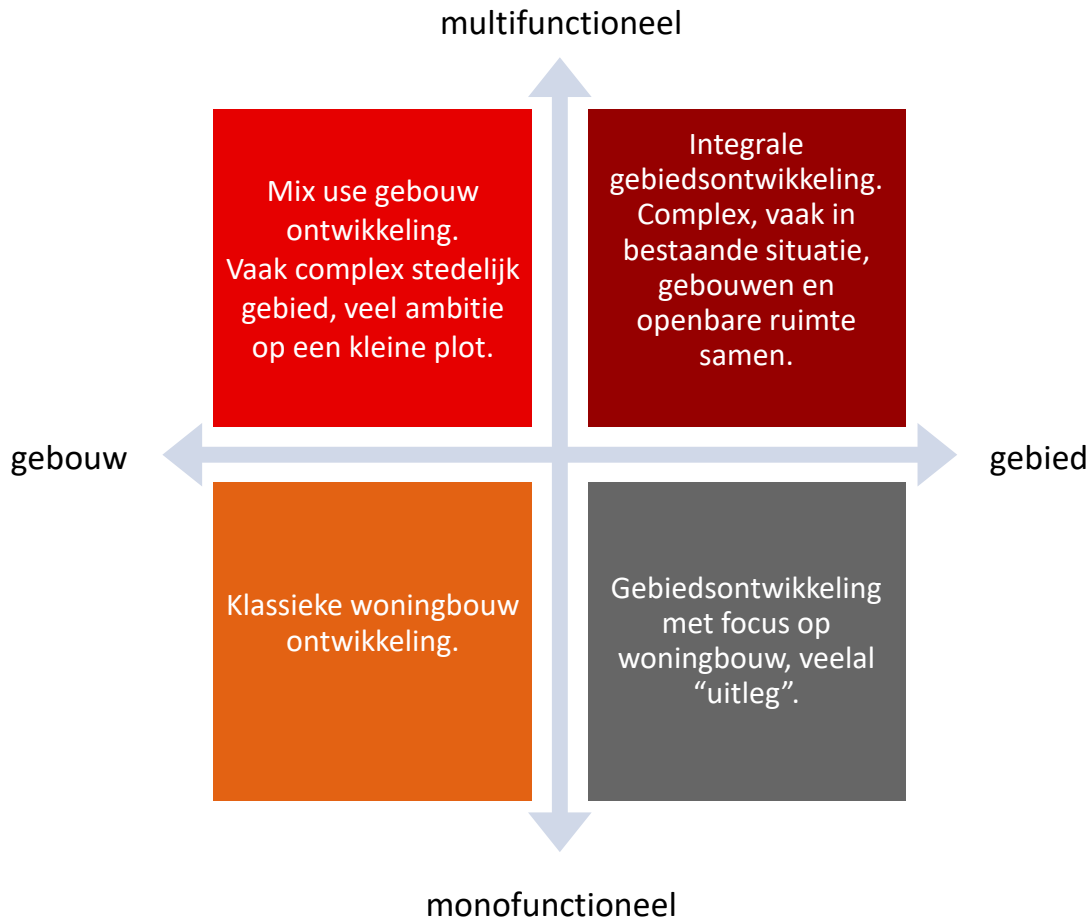 multifunctioneel
Mix use gebouw
ontwikkeling.
Vaak complex stedelijk
gebied, veel ambitie
op een kleine plot.
Integrale
gebiedsontwikkeling.
Complex, vaak in
bestaande situatie,
gebouwen en
openbare ruimte
samen.
gebouw
gebied
Klassieke woningbouw
ontwikkeling.
Gebiedsontwikkeling
met focus op
woningbouw, veelal
“uitleg”.
monofunctioneel